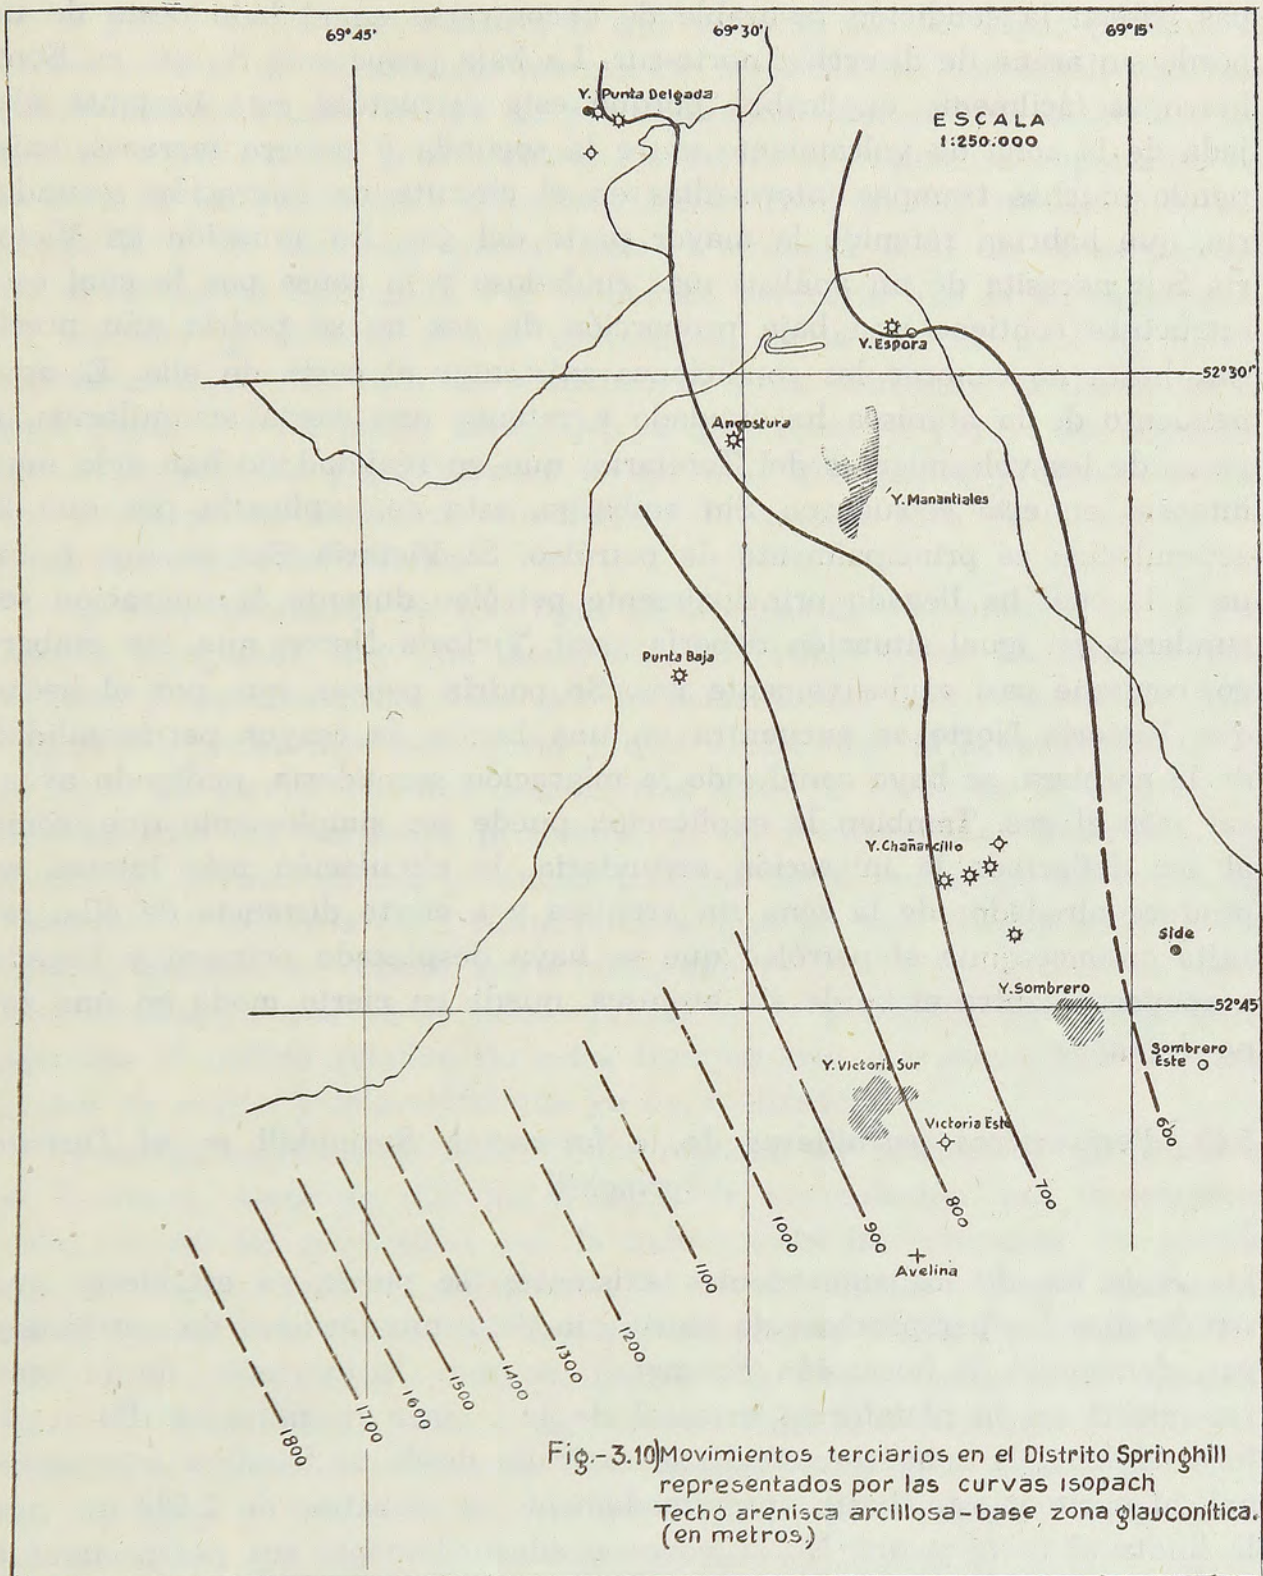 69°45'
69°30'
69°15'
Y. Punta Delgada
ESCALA
1:250.000
Y. Espora
52°30'
Angostura
Y. Manantiales
Punta Baja
Y. Chañarcillo
Side
Y. Sombrero
52°45'
Sombrero
Este
Y. Victoria Sur
Victoria Este
600
700
800
900
1000
Avelina
1100
1200
1300
1400
1500
1600
1700
1800
Fig.-3.10) Movimientos terciarios en el Distrito Springhill
representados por las curvas isopach
Techo arenisca arcillosa-base zona glauconítica.
(en metros.)